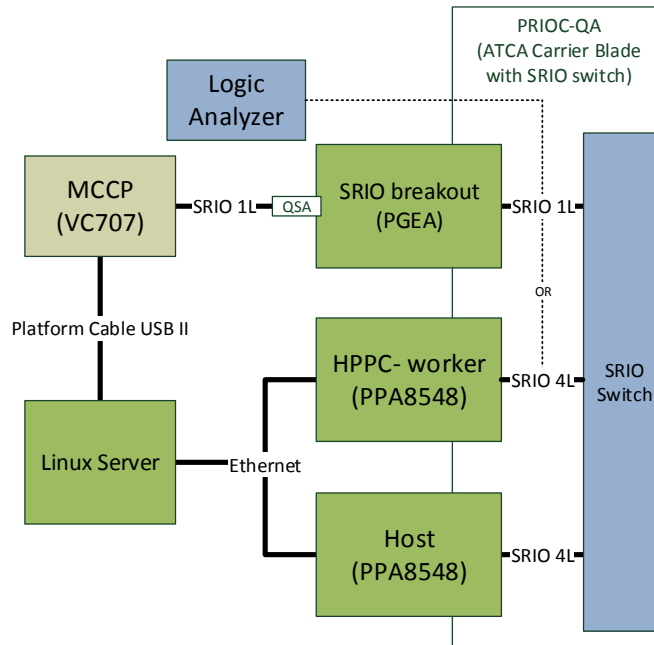 PRIOC-QA
(ATCA Carrier Blade
with SRIO switch)
Logic
Analyzer
MCCP
(VC707)
SRIO 1L
QSA
SRIO breakout
(PGEA)
SRIO 1L
OR
Platform Cable USB II
HPPC- worker
(PPA8548)
SRIO 4L
SRIO
Switch
Linux Server
Ethernet
Host
(PPA8548)
SRIO 4L